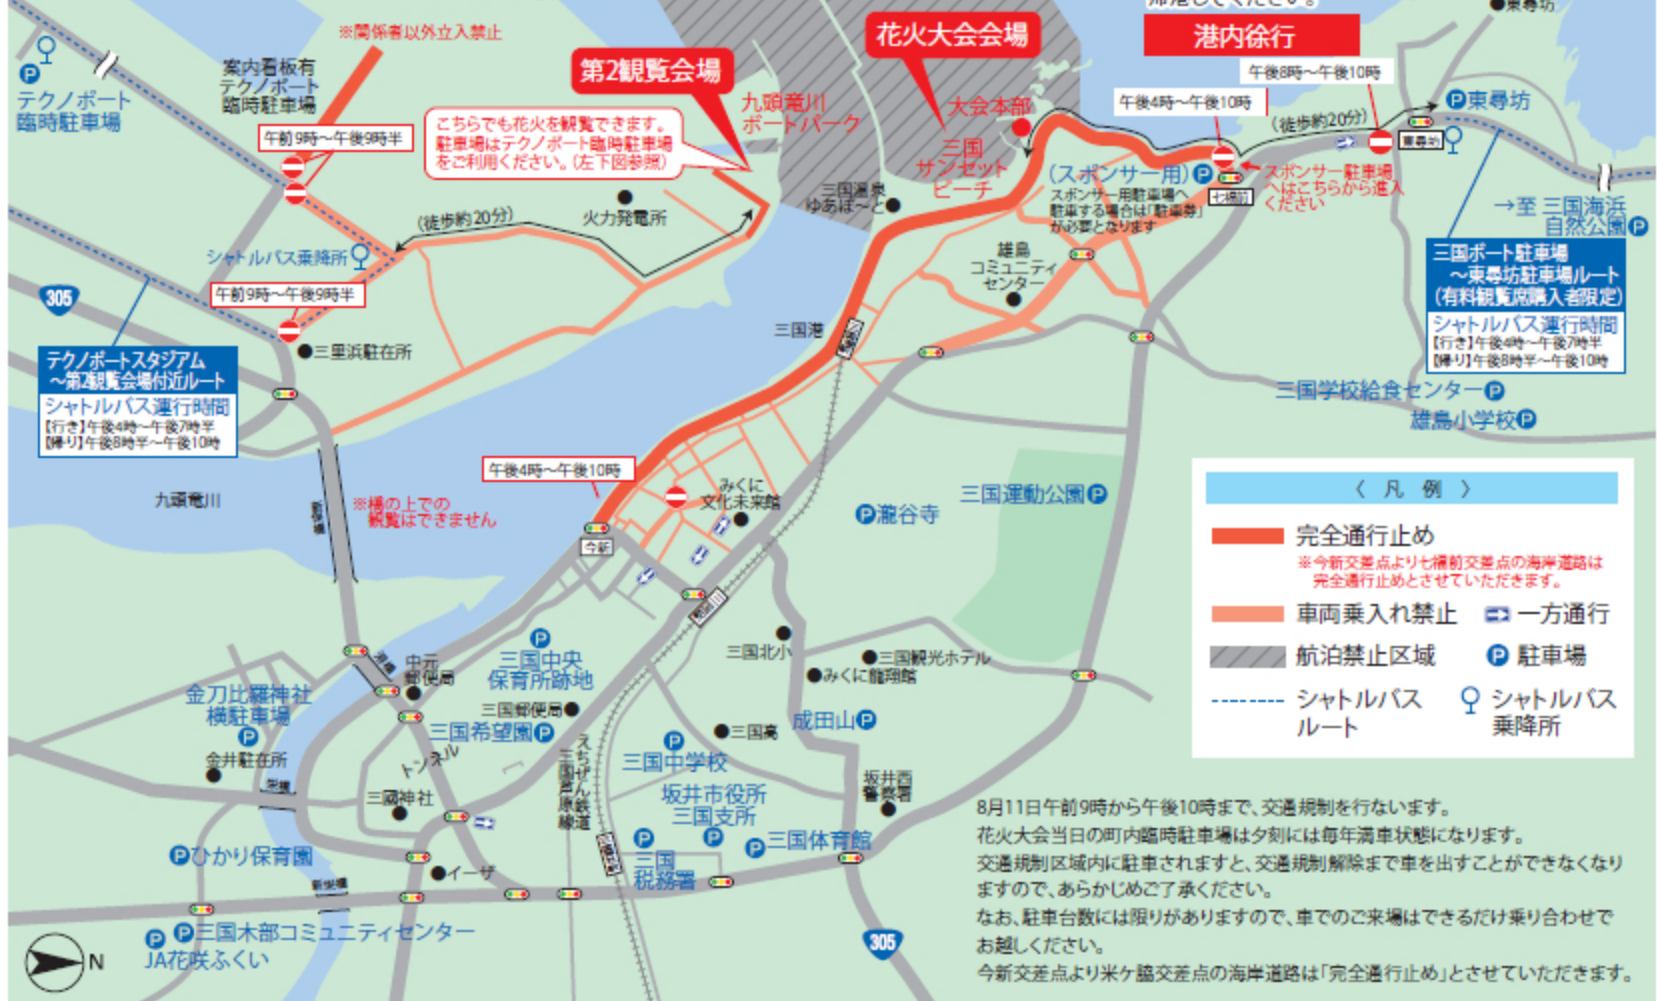 東尋坊
港内徐行
花火大会会場
第2観覧会場
※関係者以外立入禁止
案内看板有
テクノポート
臨時駐車場
テクノポート
臨時駐車場
午前9時～午後9時半
こちらでも花火を観覧できます。
駐車場はテクノポート臨時駐車場
をご利用ください。(左下図参照)
九頭竜川
ボートパーク
大会本部
三国
サンセット
ビーチ
午後4時～午後10時
午後8時～午後10時
(徒歩約20分)
東尋坊
東尋坊
(スポンサー用)
スポンサー用駐車場へ
駐車する場合は「駐車券」
が必要となります
スポンサー駐車場
へはこちらから進入
ください
→至 三国海浜
自然公園
三国温泉
ゆあぽーと
火力発電所
(徒歩約20分)
シャトルバス乗降所
午前9時～午後9時半
305
三里浜駐在所
テクノポートスタジアム
～第2観覧会場付近ルート
シャトルバス運行時間
【行き】午後4時～午後7時半
【帰り】午後8時半～午後10時
三国ポート駐車場
～東尋坊駐車場ルート
(有料観覧席購入者限定)
シャトルバス運行時間
【行き】午後4時～午後7時半
【帰り】午後8時半～午後10時
雄島
コミュニティ
センター
三国港
三国学校給食センター
雄島小学校
九頭竜川
※橋の上での
観覧はできません
午後4時～午後10時
今新
みくに
文化未来館
瀧谷寺
三国運動公園
〈 凡 例 〉
完全通行止め
※今新交差点より七福前交差点の海岸道路は
完全通行止めとさせていただきます。
車両乗入れ禁止
一方通行
航泊禁止区域
駐車場
シャトルバス
ルート
シャトルバス
乗降所
中元
郵便局
三国中央
保育所跡地
三国郵便局
三国希望園
三国北小
三国観光ホテル
みくに龍翔館
成田山
三国高
三国中学校
坂井市役所
三国支所
三国
税務署
三国体育館
坂井西
警察署
えちぜん鉄道
三国芦原線
金刀比羅神社
横駐車場
金井駐在所
トンネル
三國神社
ひかり保育園
イーザ
新栄橋
三国木部コミュニティセンター
JA花咲ふくい
N
305
8月11日午前9時から午後10時まで、交通規制を行ないます。
花火大会当日の町内臨時駐車場は夕刻には毎年満車状態になります。
交通規制区域内に駐車されますと、交通規制解除まで車を出すことができなくなり
ますので、あらかじめご了承ください。
なお、駐車台数には限りがありますので、車でのご来場はできるだけ乗り合わせで
お越しください。
今新交差点より米ケ脇交差点の海岸道路は「完全通行止め」とさせていただきます。